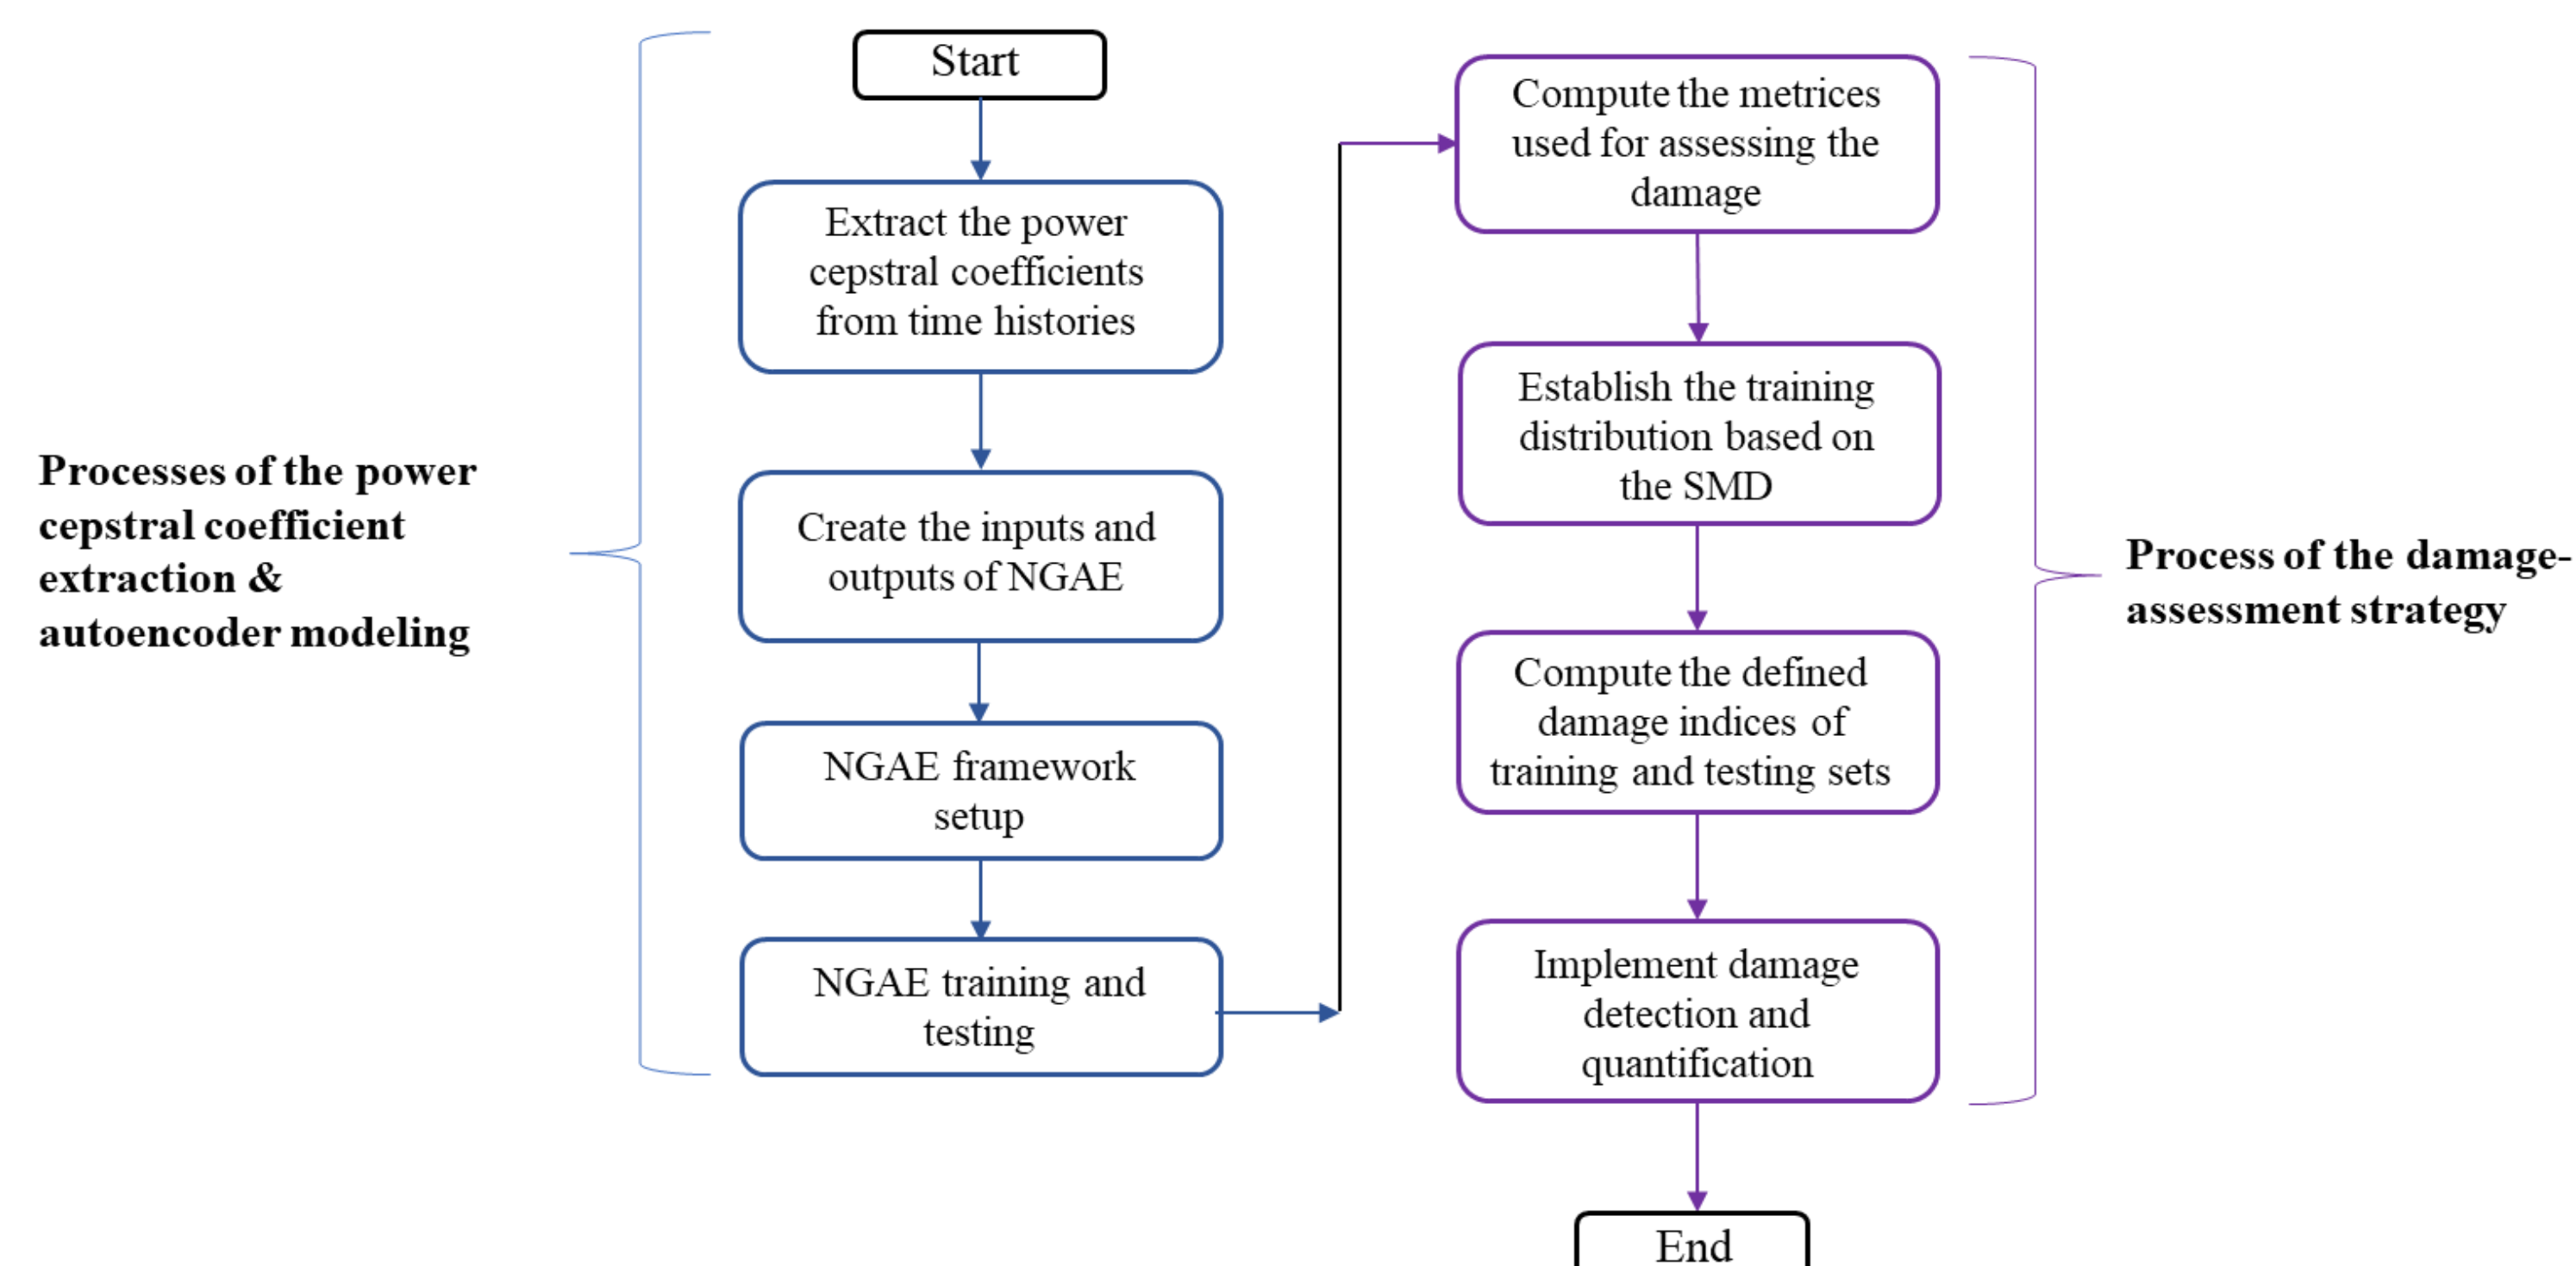 Processes of the power
cepstral coefficient
extraction &
autoencoder modeling
Start
Extract the power
cepstral coefficients
from time histories
Create the inputs and
outputs of NGAE
NGAE framework
setup
NGAE training and
testing
Compute the metrices
used for assessing the
damage
Establish the training
distribution based on
the SMD
Compute the defined
damage indices of
training and testing sets
Implement damage
detection and
quantification
End
Process of the damage-
assessment strategy